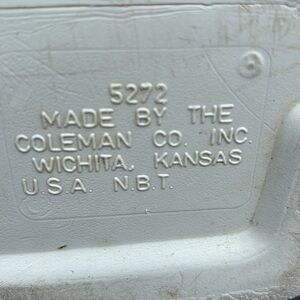 5272
MADE BY THE
COLEMAN CO. INC.
WICHITA, KANSAS
U.S.A. N.B.T.